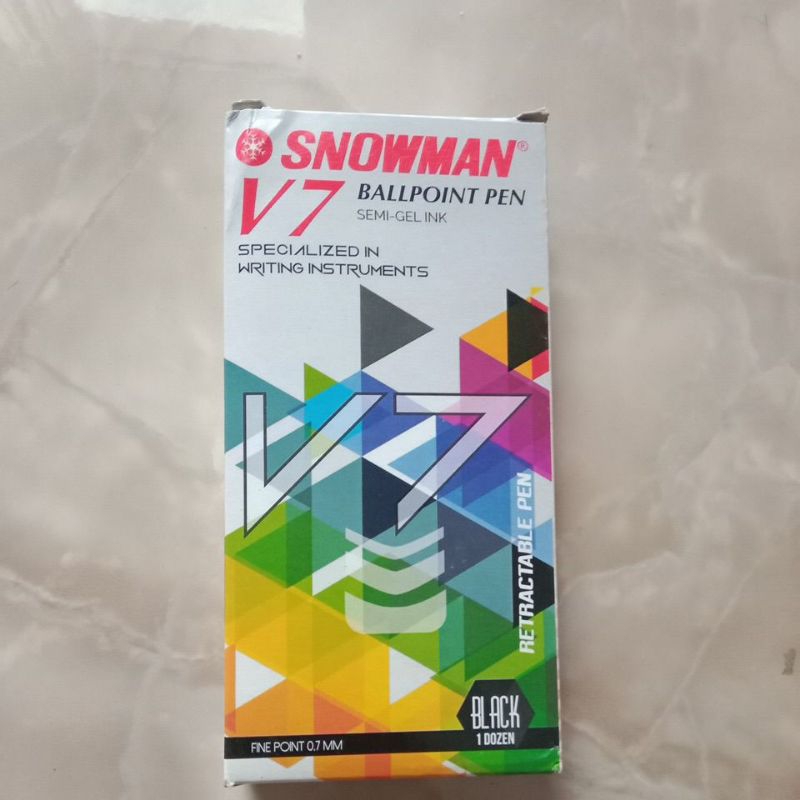 SNOWMAN®
V7 BALLPOINT PEN
SEMI-GEL INK
SPECIALIZED IN
WRITING INSTRUMENTS
V7
RETRACTABLE PEN
BLACK
1 DOZEN
FINE POINT 0.7 MM